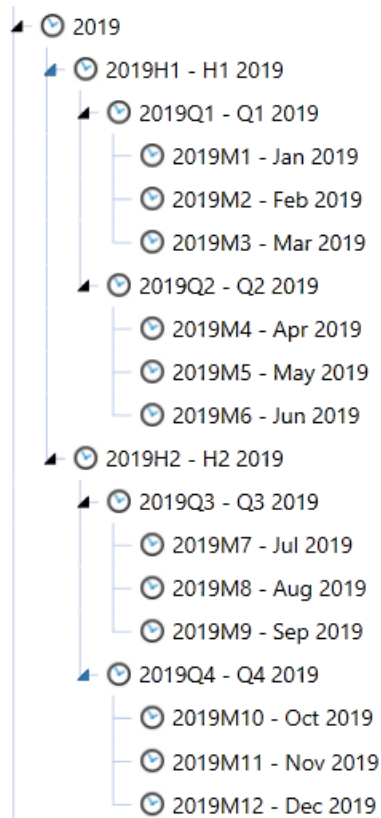 2019
2019H1 - H1 2019
2019Q1 - Q1 2019
2019M1 - Jan 2019
2019M2 - Feb 2019
2019M3 - Mar 2019
2019Q2 - Q2 2019
2019M4 - Apr 2019
2019M5 - May 2019
2019M6 - Jun 2019
2019H2 - H2 2019
2019Q3 - Q3 2019
2019M7 - Jul 2019
2019M8 - Aug 2019
2019M9 - Sep 2019
2019Q4 - Q4 2019
2019M10 - Oct 2019
2019M11 - Nov 2019
2019M12 - Dec 2019